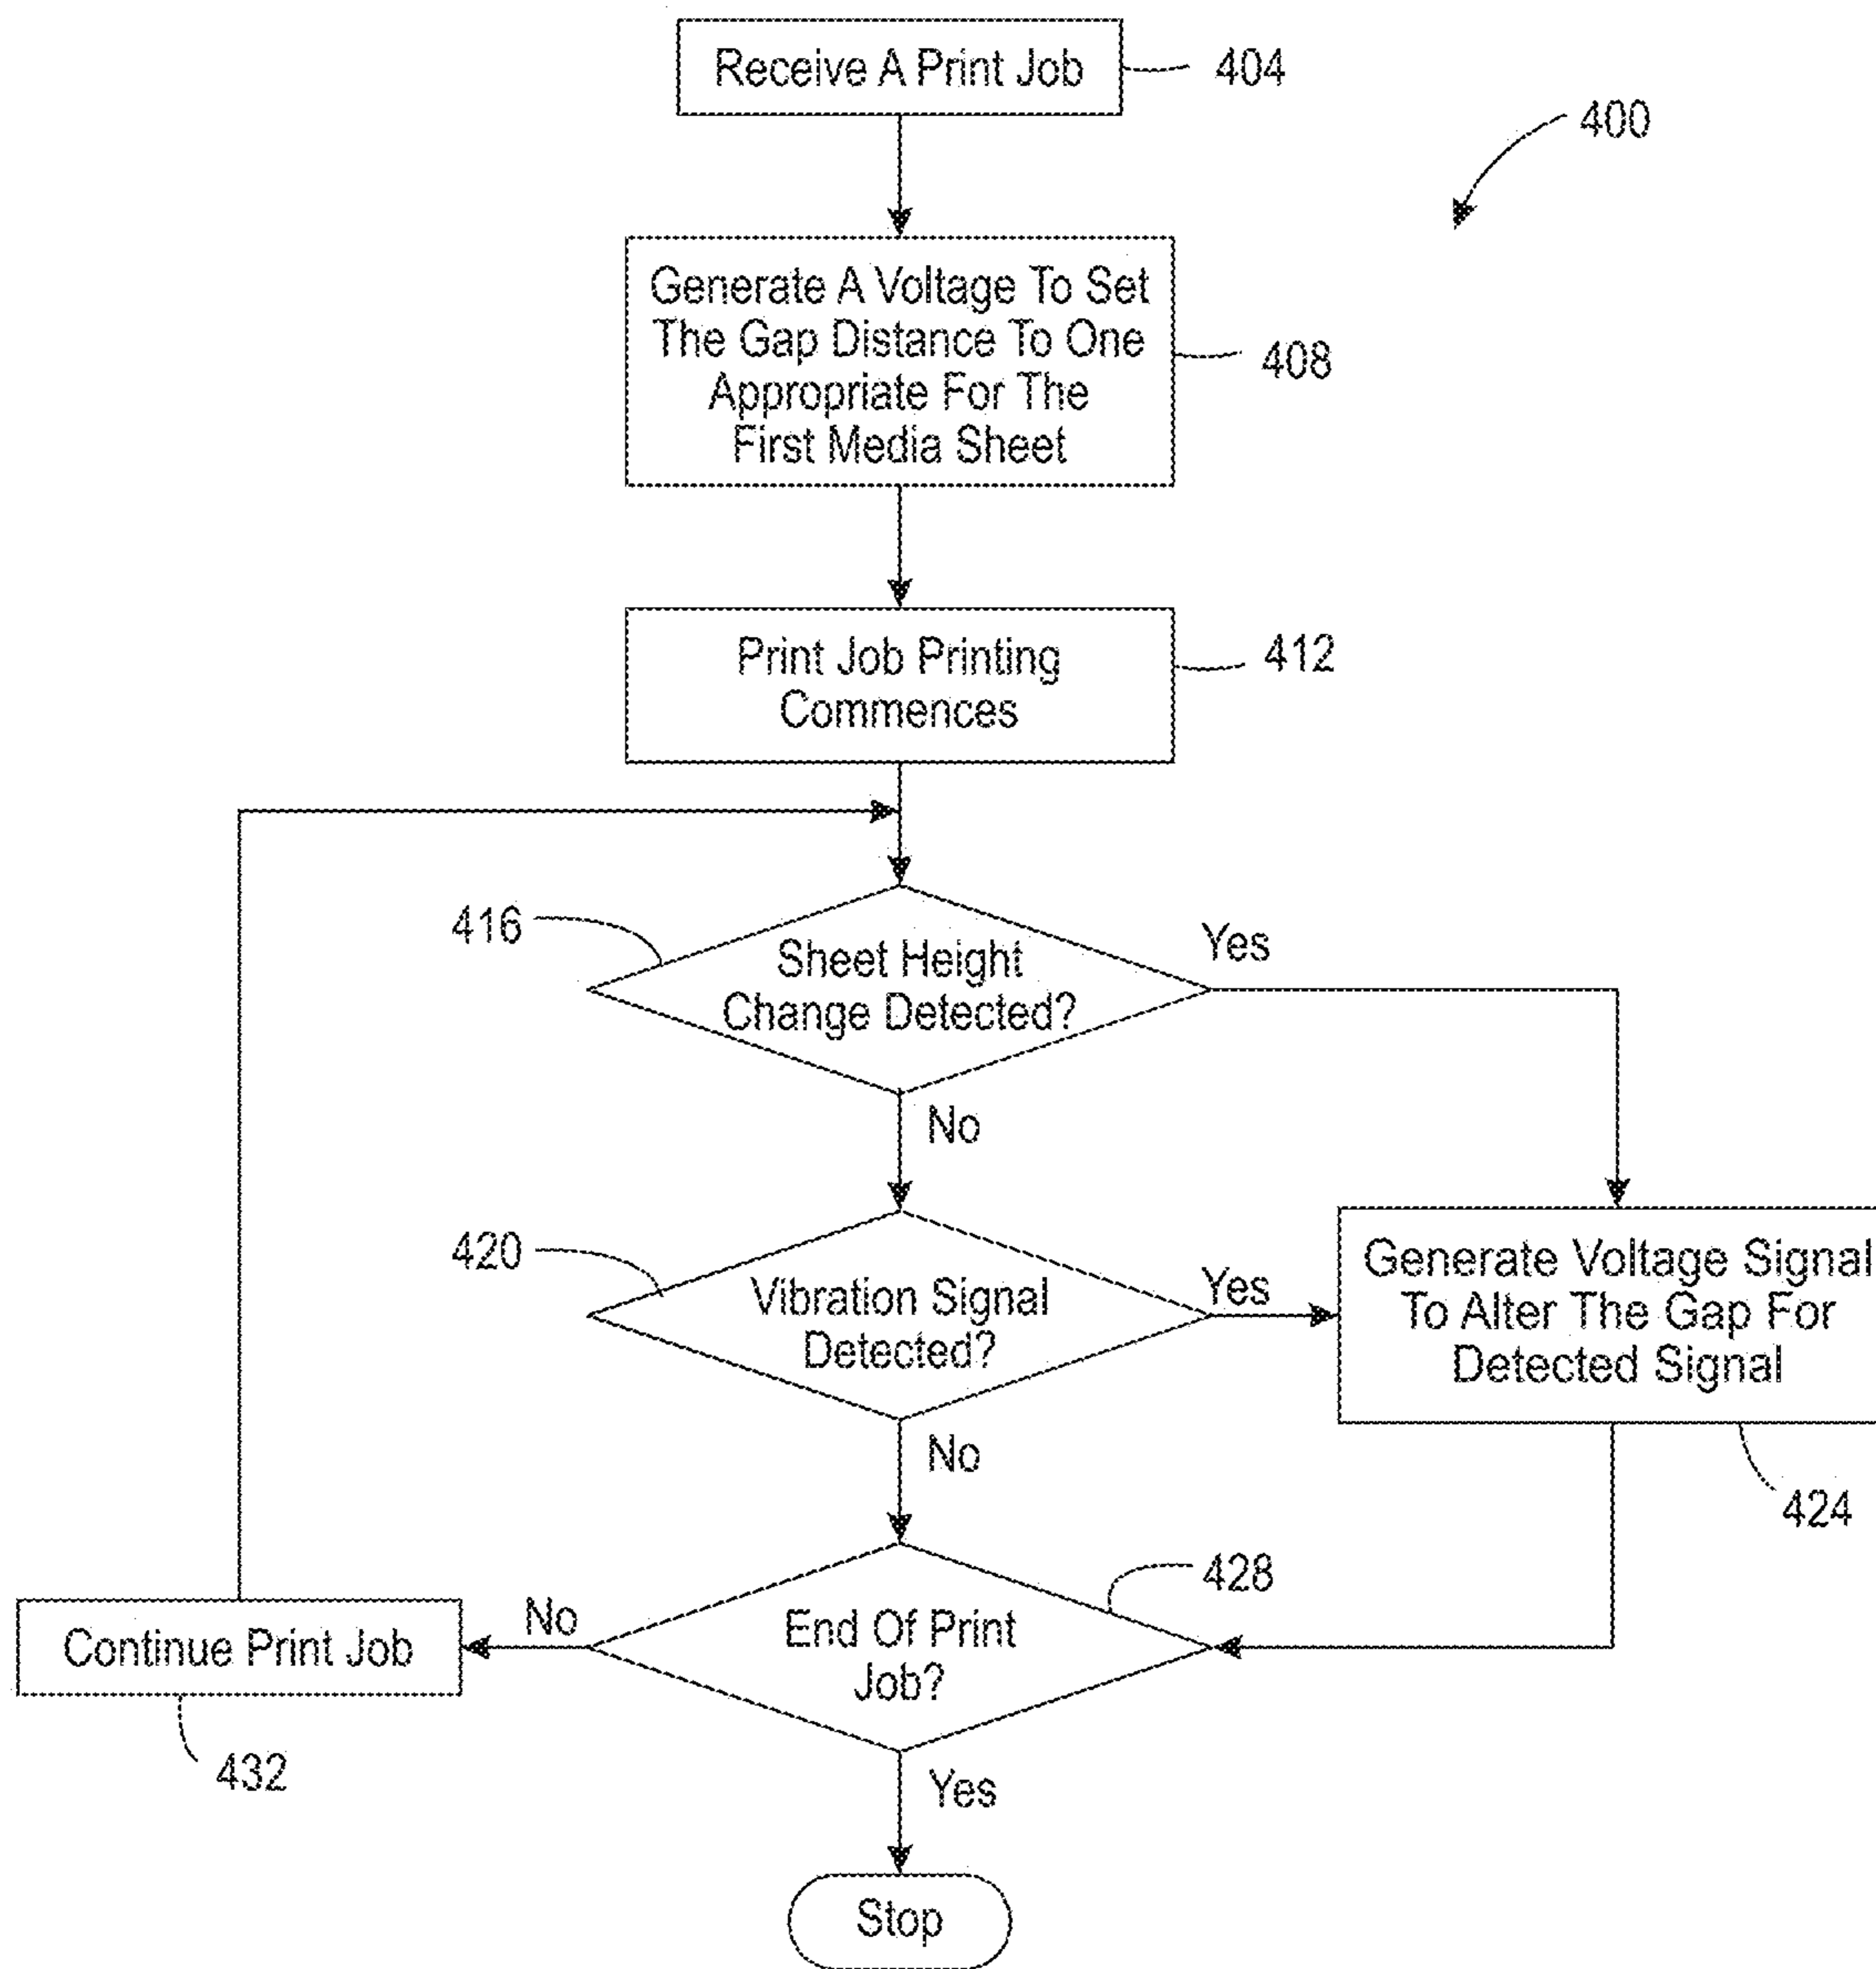 Receive A Print Job
404
400
Generate A Voltage To Set
The Gap Distance To One
Appropriate For The
First Media Sheet
408
Print Job Printing
Commences
412
416
Sheet Height
Change Detected?
Yes
No
420
Vibration Signal
Detected?
Yes
Generate Voltage Signal
To Alter The Gap For
Detected Signal
No
424
428
End Of Print
Job?
No
Continue Print Job
432
Yes
Stop